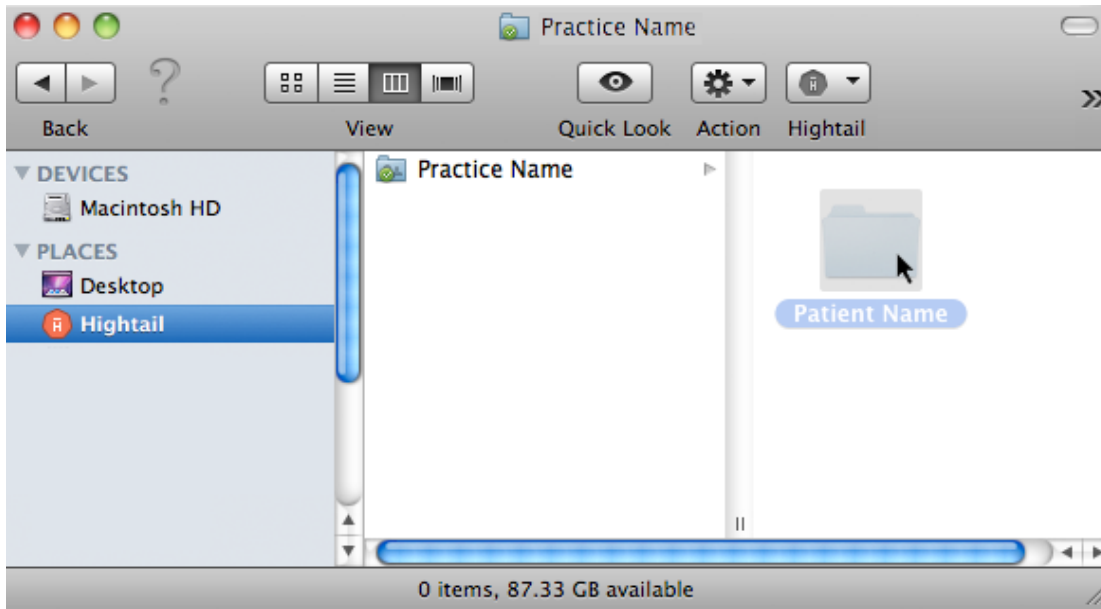 Practice Name
Back
View
Quick Look
Action
Hightail
DEVICES
Macintosh HD
PLACES
Desktop
Hightail
Practice Name
Patient Name
0 items, 87.33 GB available